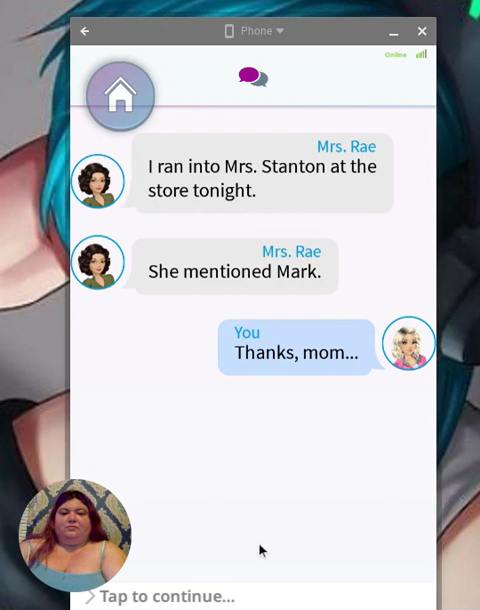 Phone
Online
Mrs. Rae
I ran into Mrs. Stanton at the
store tonight.
Mrs. Rae
She mentioned Mark.
You
Thanks, mom...
Tap to continue...